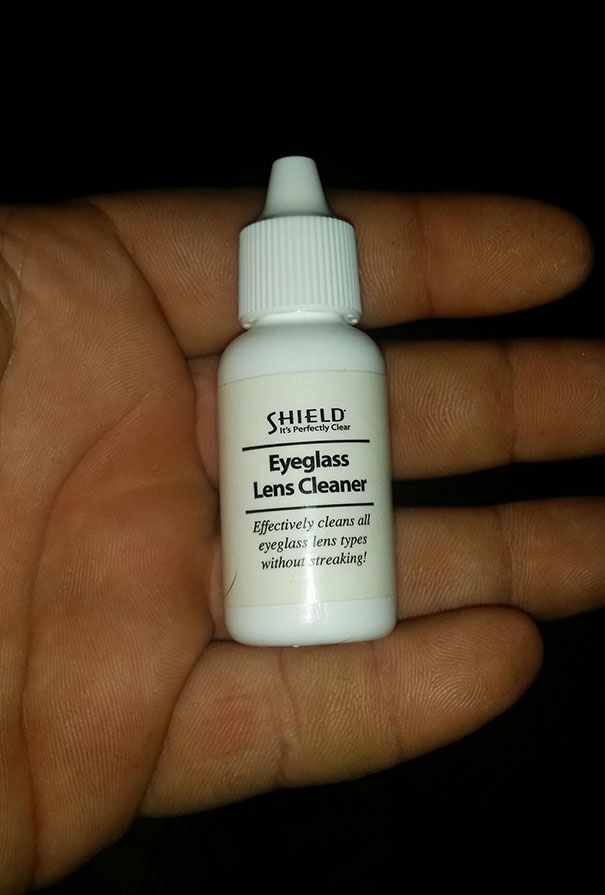 SHIELD
It's Perfectly Clear
Eyeglass
Lens Cleaner
Effectively cleans all
eyeglass lens types
without streaking!